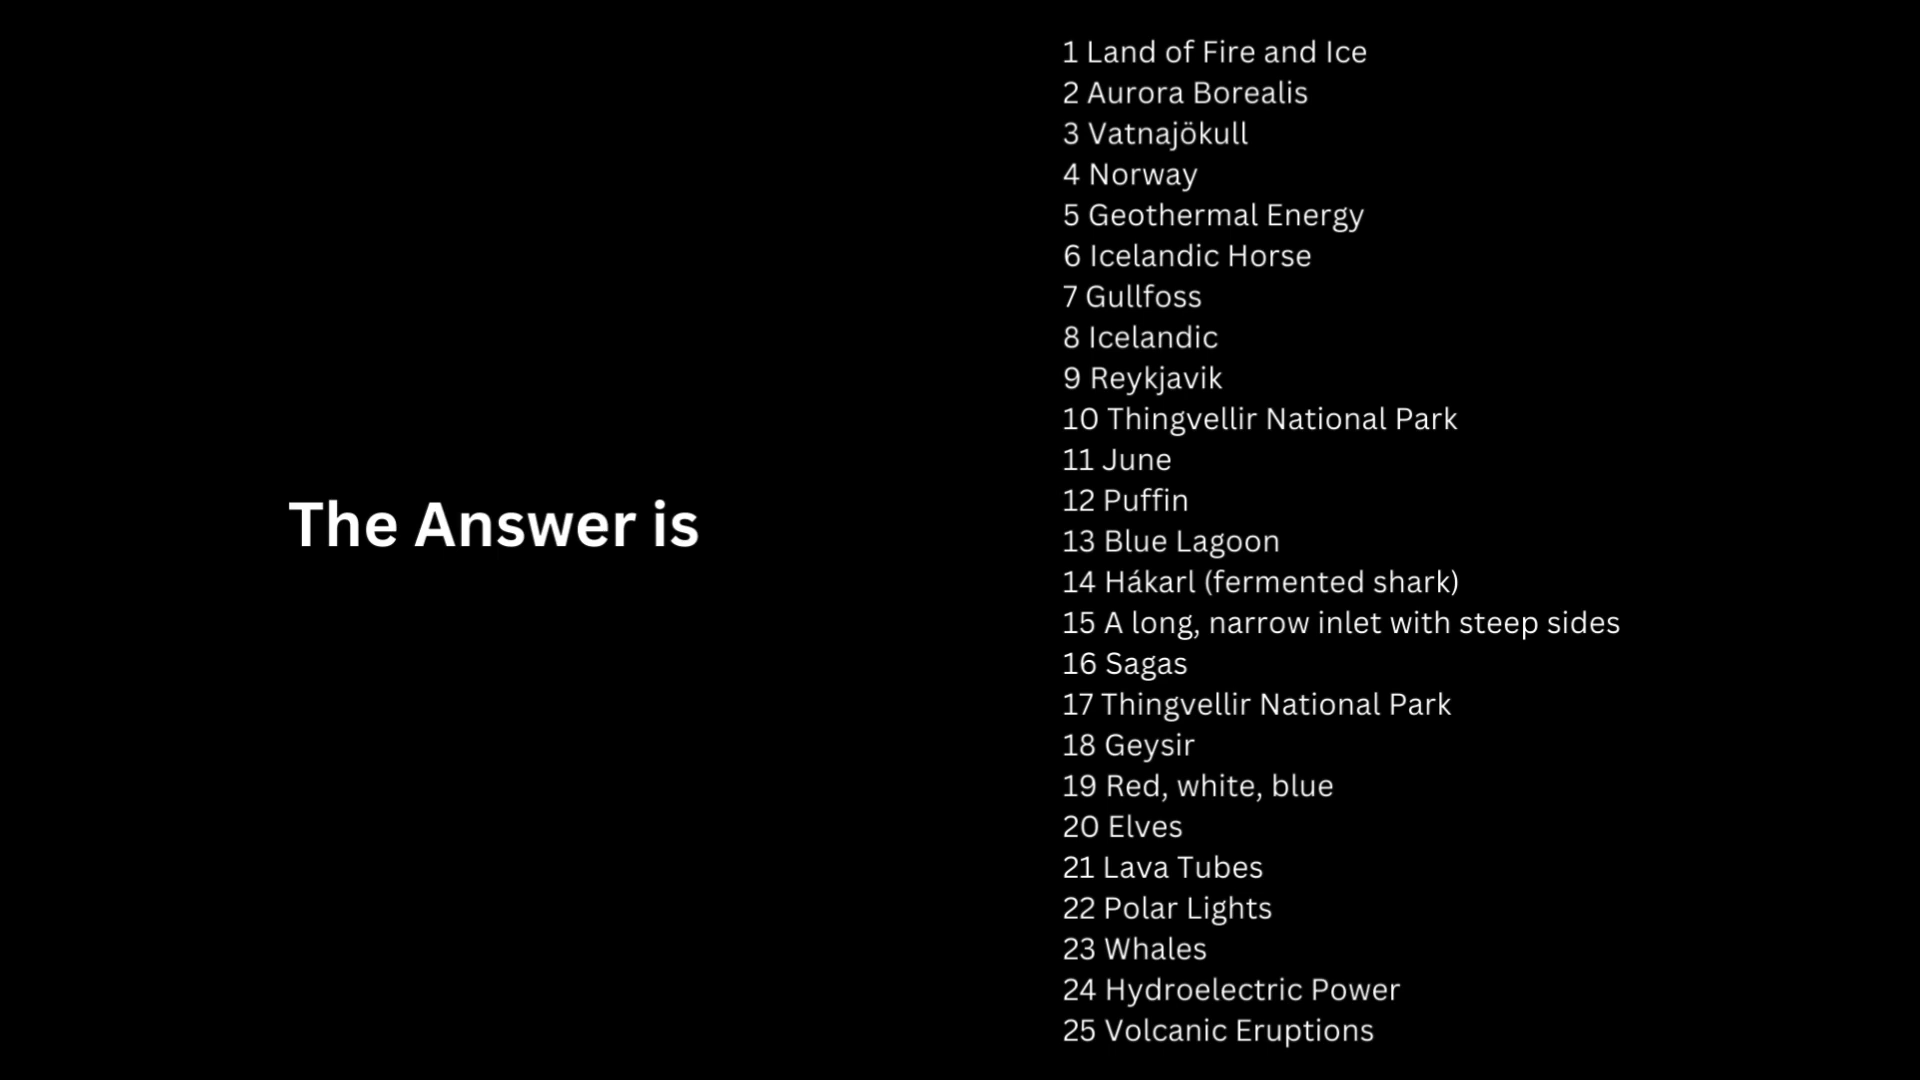 The Answer is
1 Land of Fire and Ice
2 Aurora Borealis
3 Vatnajökull
4 Norway
5 Geothermal Energy
6 Icelandic Horse
7 Gullfoss
8 Icelandic
9 Reykjavik
10 Thingvellir National Park
11 June
12 Puffin
13 Blue Lagoon
14 Hákarl (fermented shark)
15 A long, narrow inlet with steep sides
16 Sagas
17 Thingvellir National Park
18 Geysir
19 Red, white, blue
20 Elves
21 Lava Tubes
22 Polar Lights
23 Whales
24 Hydroelectric Power
25 Volcanic Eruptions